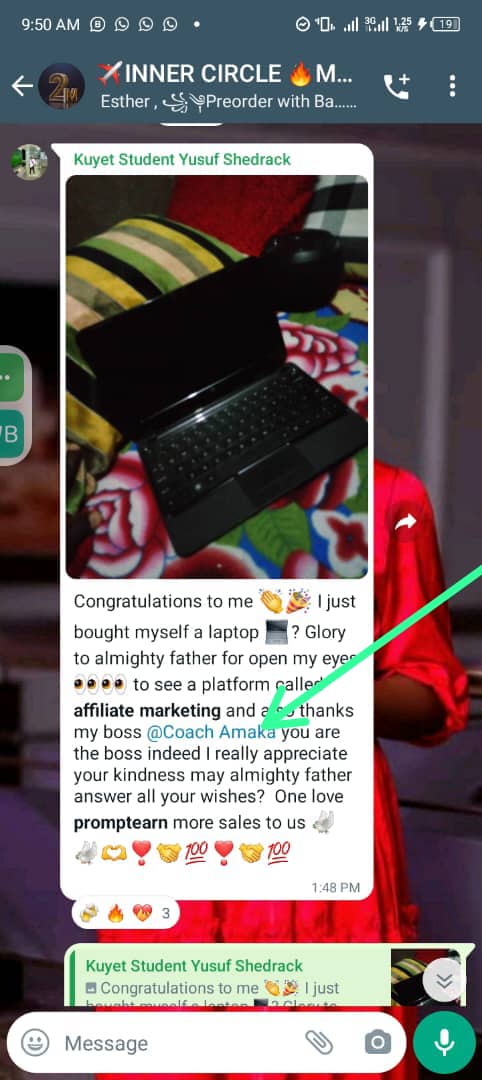 9:50 AM
3G
1.25
K/S
19
INNER CIRCLE 🔥M...
Esther , ꧁༒Preorder with Ba......
Kuyet Student Yusuf Shedrack
/B
Congratulations to me 👏🎉 I just
bought myself a laptop 💻? Glory
to almighty father for open my eyes
👀👀 to see a platform called
affiliate marketing and also thanks
my boss @Coach Amaka you are
the boss indeed I really appreciate
your kindness may almighty father
answer all your wishes?  One love
promptearn more sales to us 🕊️
🕊️🫶❣️🤝💯❣️🤝💯
1:48 PM
3
Kuyet Student Yusuf Shedrack
Congratulations to me 👏🎉 I just
bought myself a laptop 💻? Glory to
Message